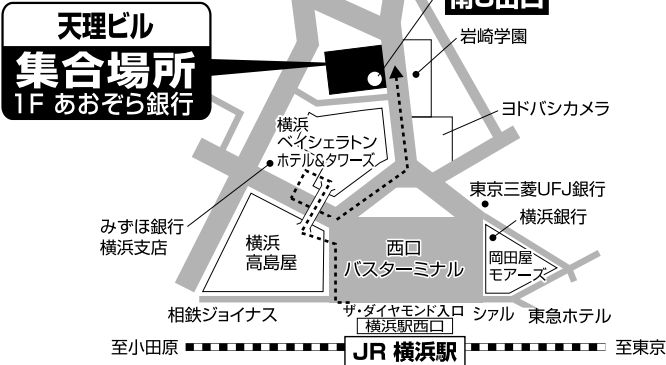 天理ビル
集合場所
1F あおぞら銀行
岩崎学園
ヨドバシカメラ
横浜
ベイシェラトン
ホテル&タワーズ
東京三菱UFJ銀行
横浜銀行
みずほ銀行
横浜支店
横浜
高島屋
西口
バスターミナル
岡田屋
モアーズ
相鉄ジョイナス
ザ・ダイヤモンド入口
シァル
東急ホテル
横浜駅西口
至小田原
JR 横浜駅
至東京